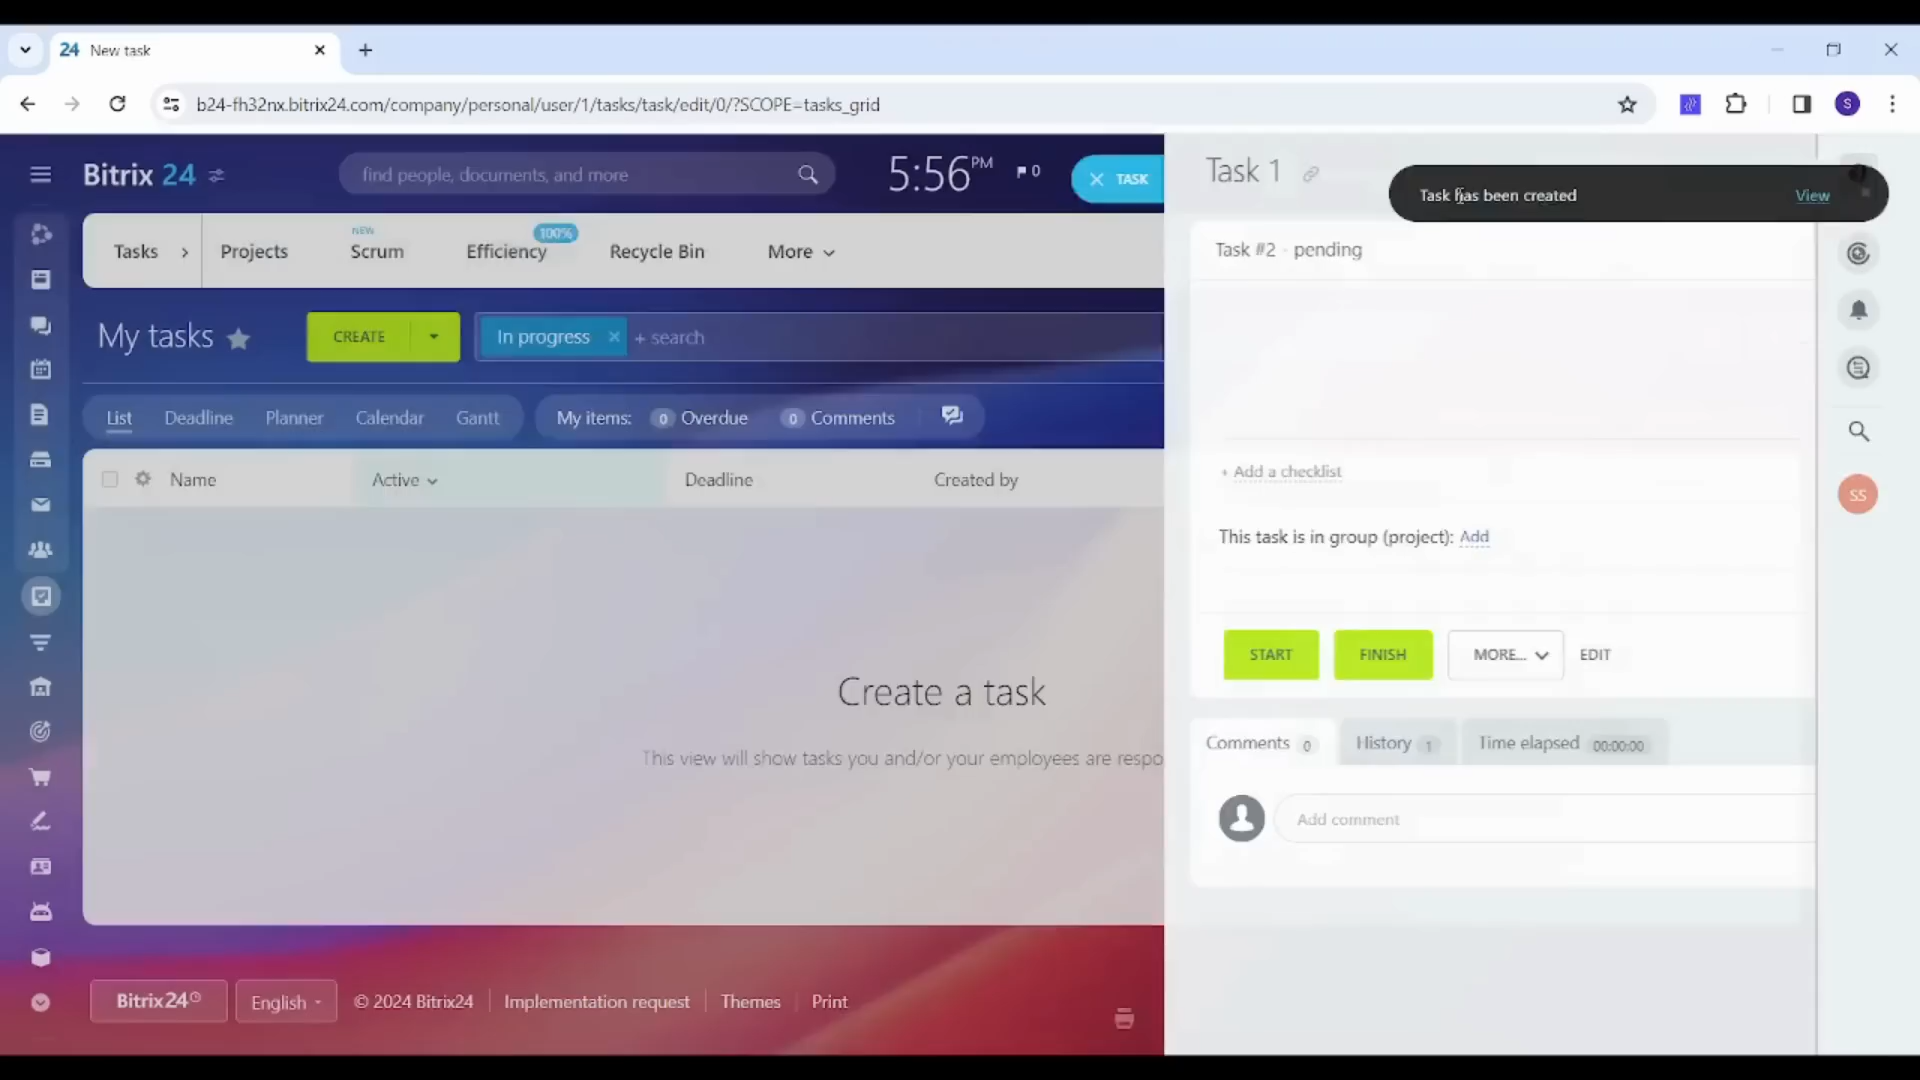 24 New task
b24-fh32nx.bitrix24.com/company/personal/user/1/tasks/task/edit/0/?SCOPE=tasks_grid
S
Bitrix 24
find people, documents, and more
5:56 PM
0
TASK
Task 1
Task has been created
View
Tasks
Projects
NEW
Scrum
Efficiency
100%
Recycle Bin
More
Task #2 - pending
My tasks
CREATE
In progress
+ search
List
Deadline
Planner
Calendar
Gantt
My items:
0 Overdue
0 Comments
+ Add a checklist
Name
Active
Deadline
Created by
SS
This task is in group (project): Add
START
FINISH
MORE...
EDIT
Create a task
This view will show tasks you and/or your employees are respo
Comments 0
History 1
Time elapsed 00:00:00
Add comment
Bitrix24
English
© 2024 Bitrix24
Implementation request
Themes
Print